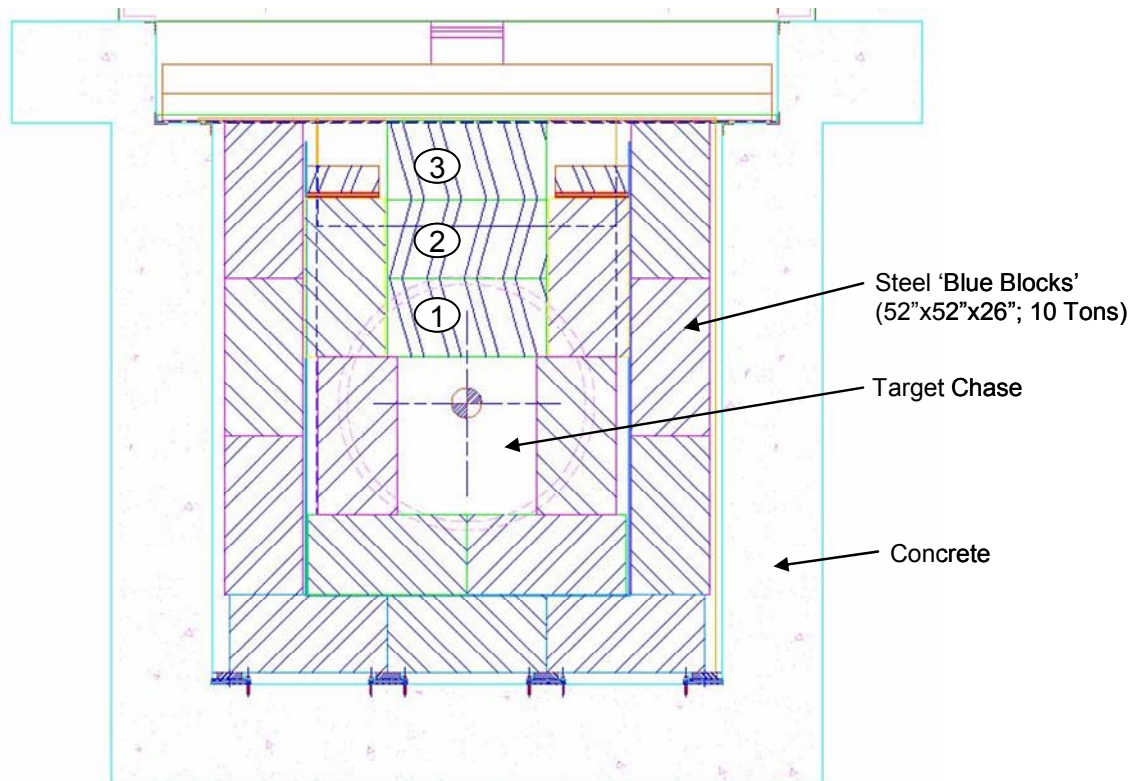 3
2
1
Steel ‘Blue Blocks’
(52”x52”x26”; 10 Tons)
Target Chase
Concrete